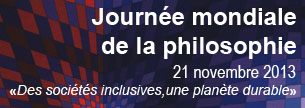 Journée mondiale
de la philosophie
21 novembre 2013
«Des sociétés inclusives,une planète durable»